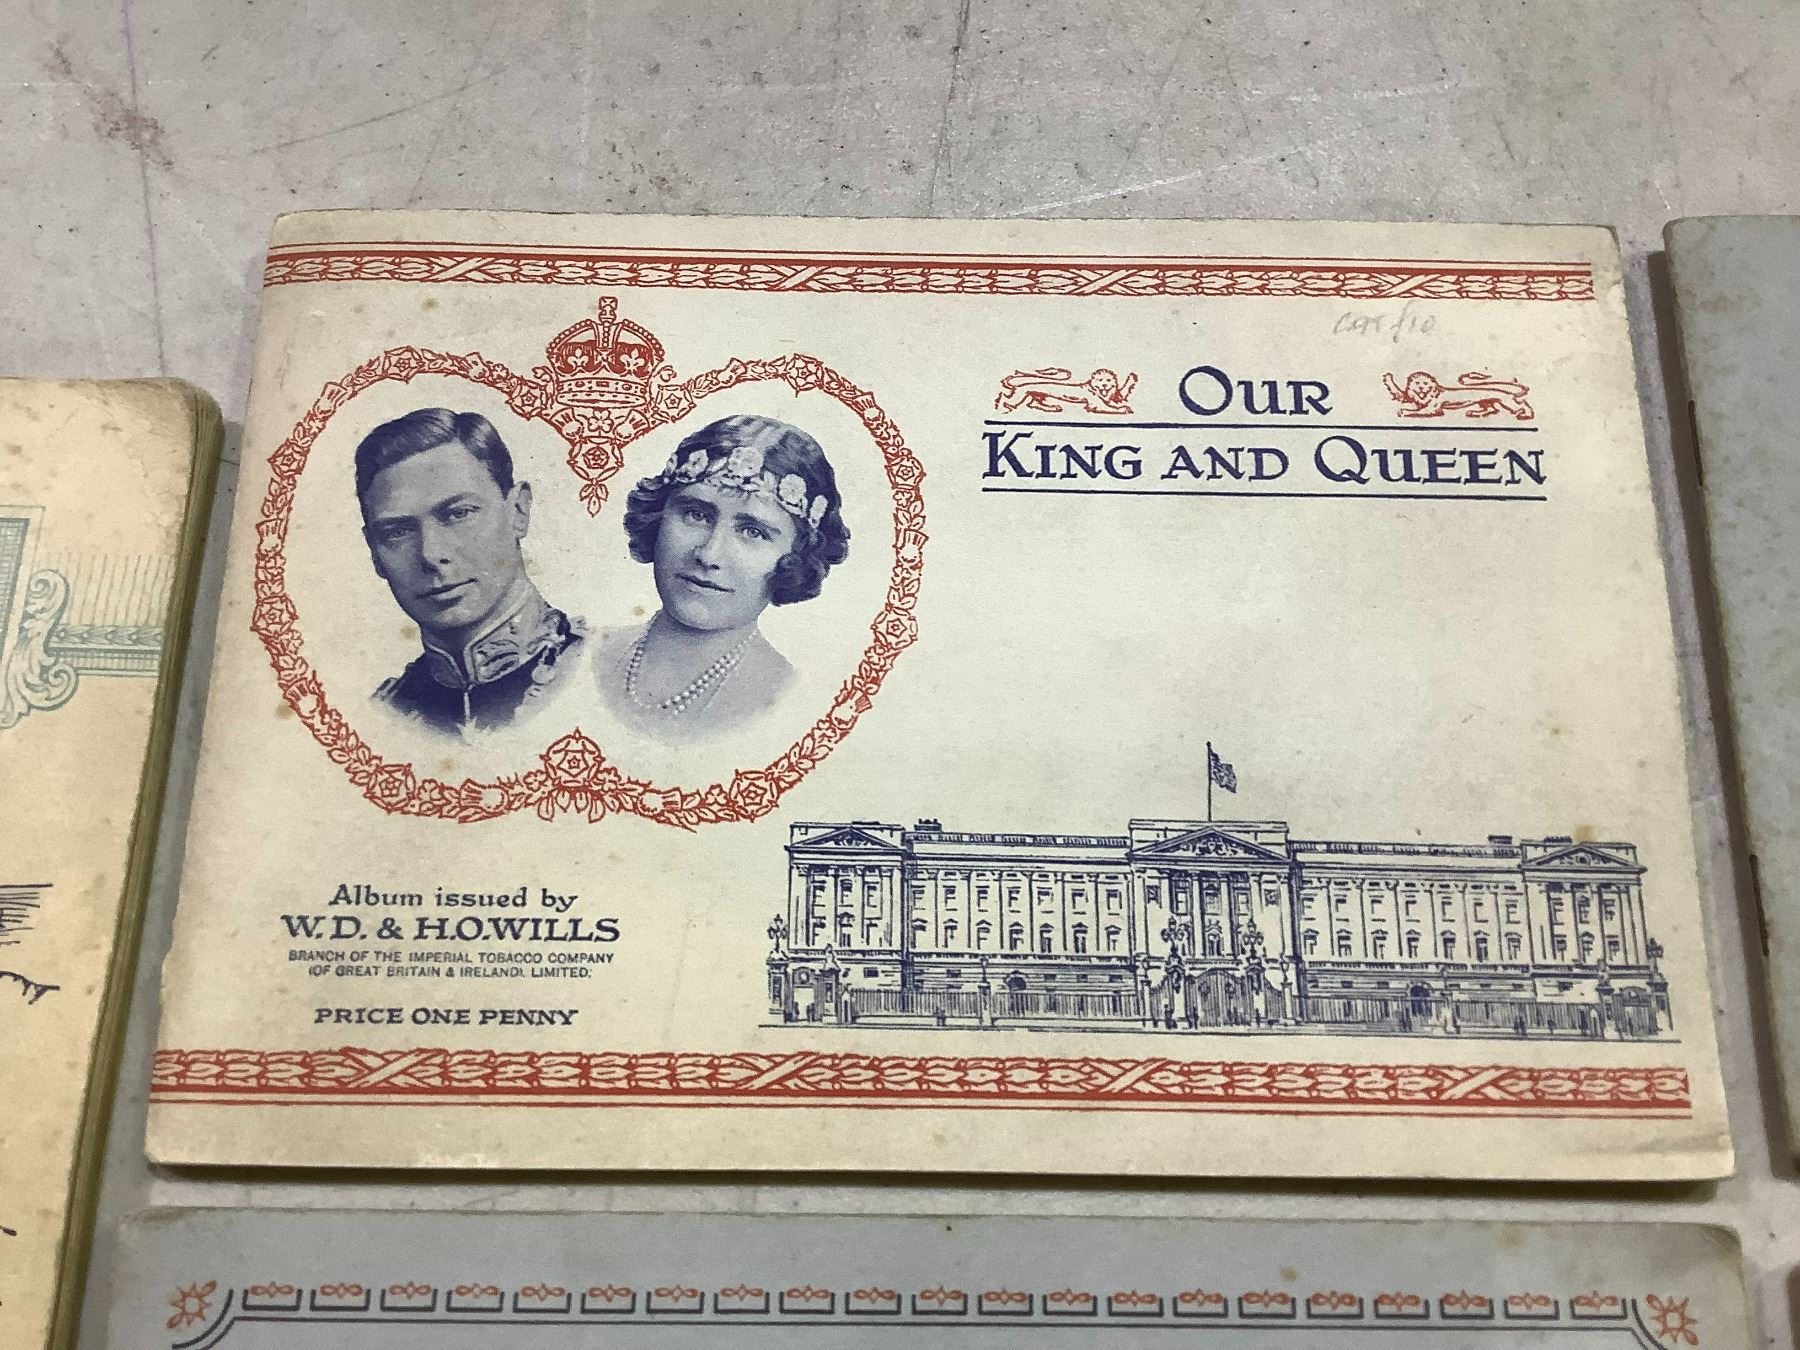 OUR
KING AND QUEEN
Album issued by
W.D. & H.O.WILLS
BRANCH OF THE IMPERIAL TOBACCO COMPANY
(OF GREAT BRITAIN & IRELAND), LIMITED.
PRICE ONE PENNY